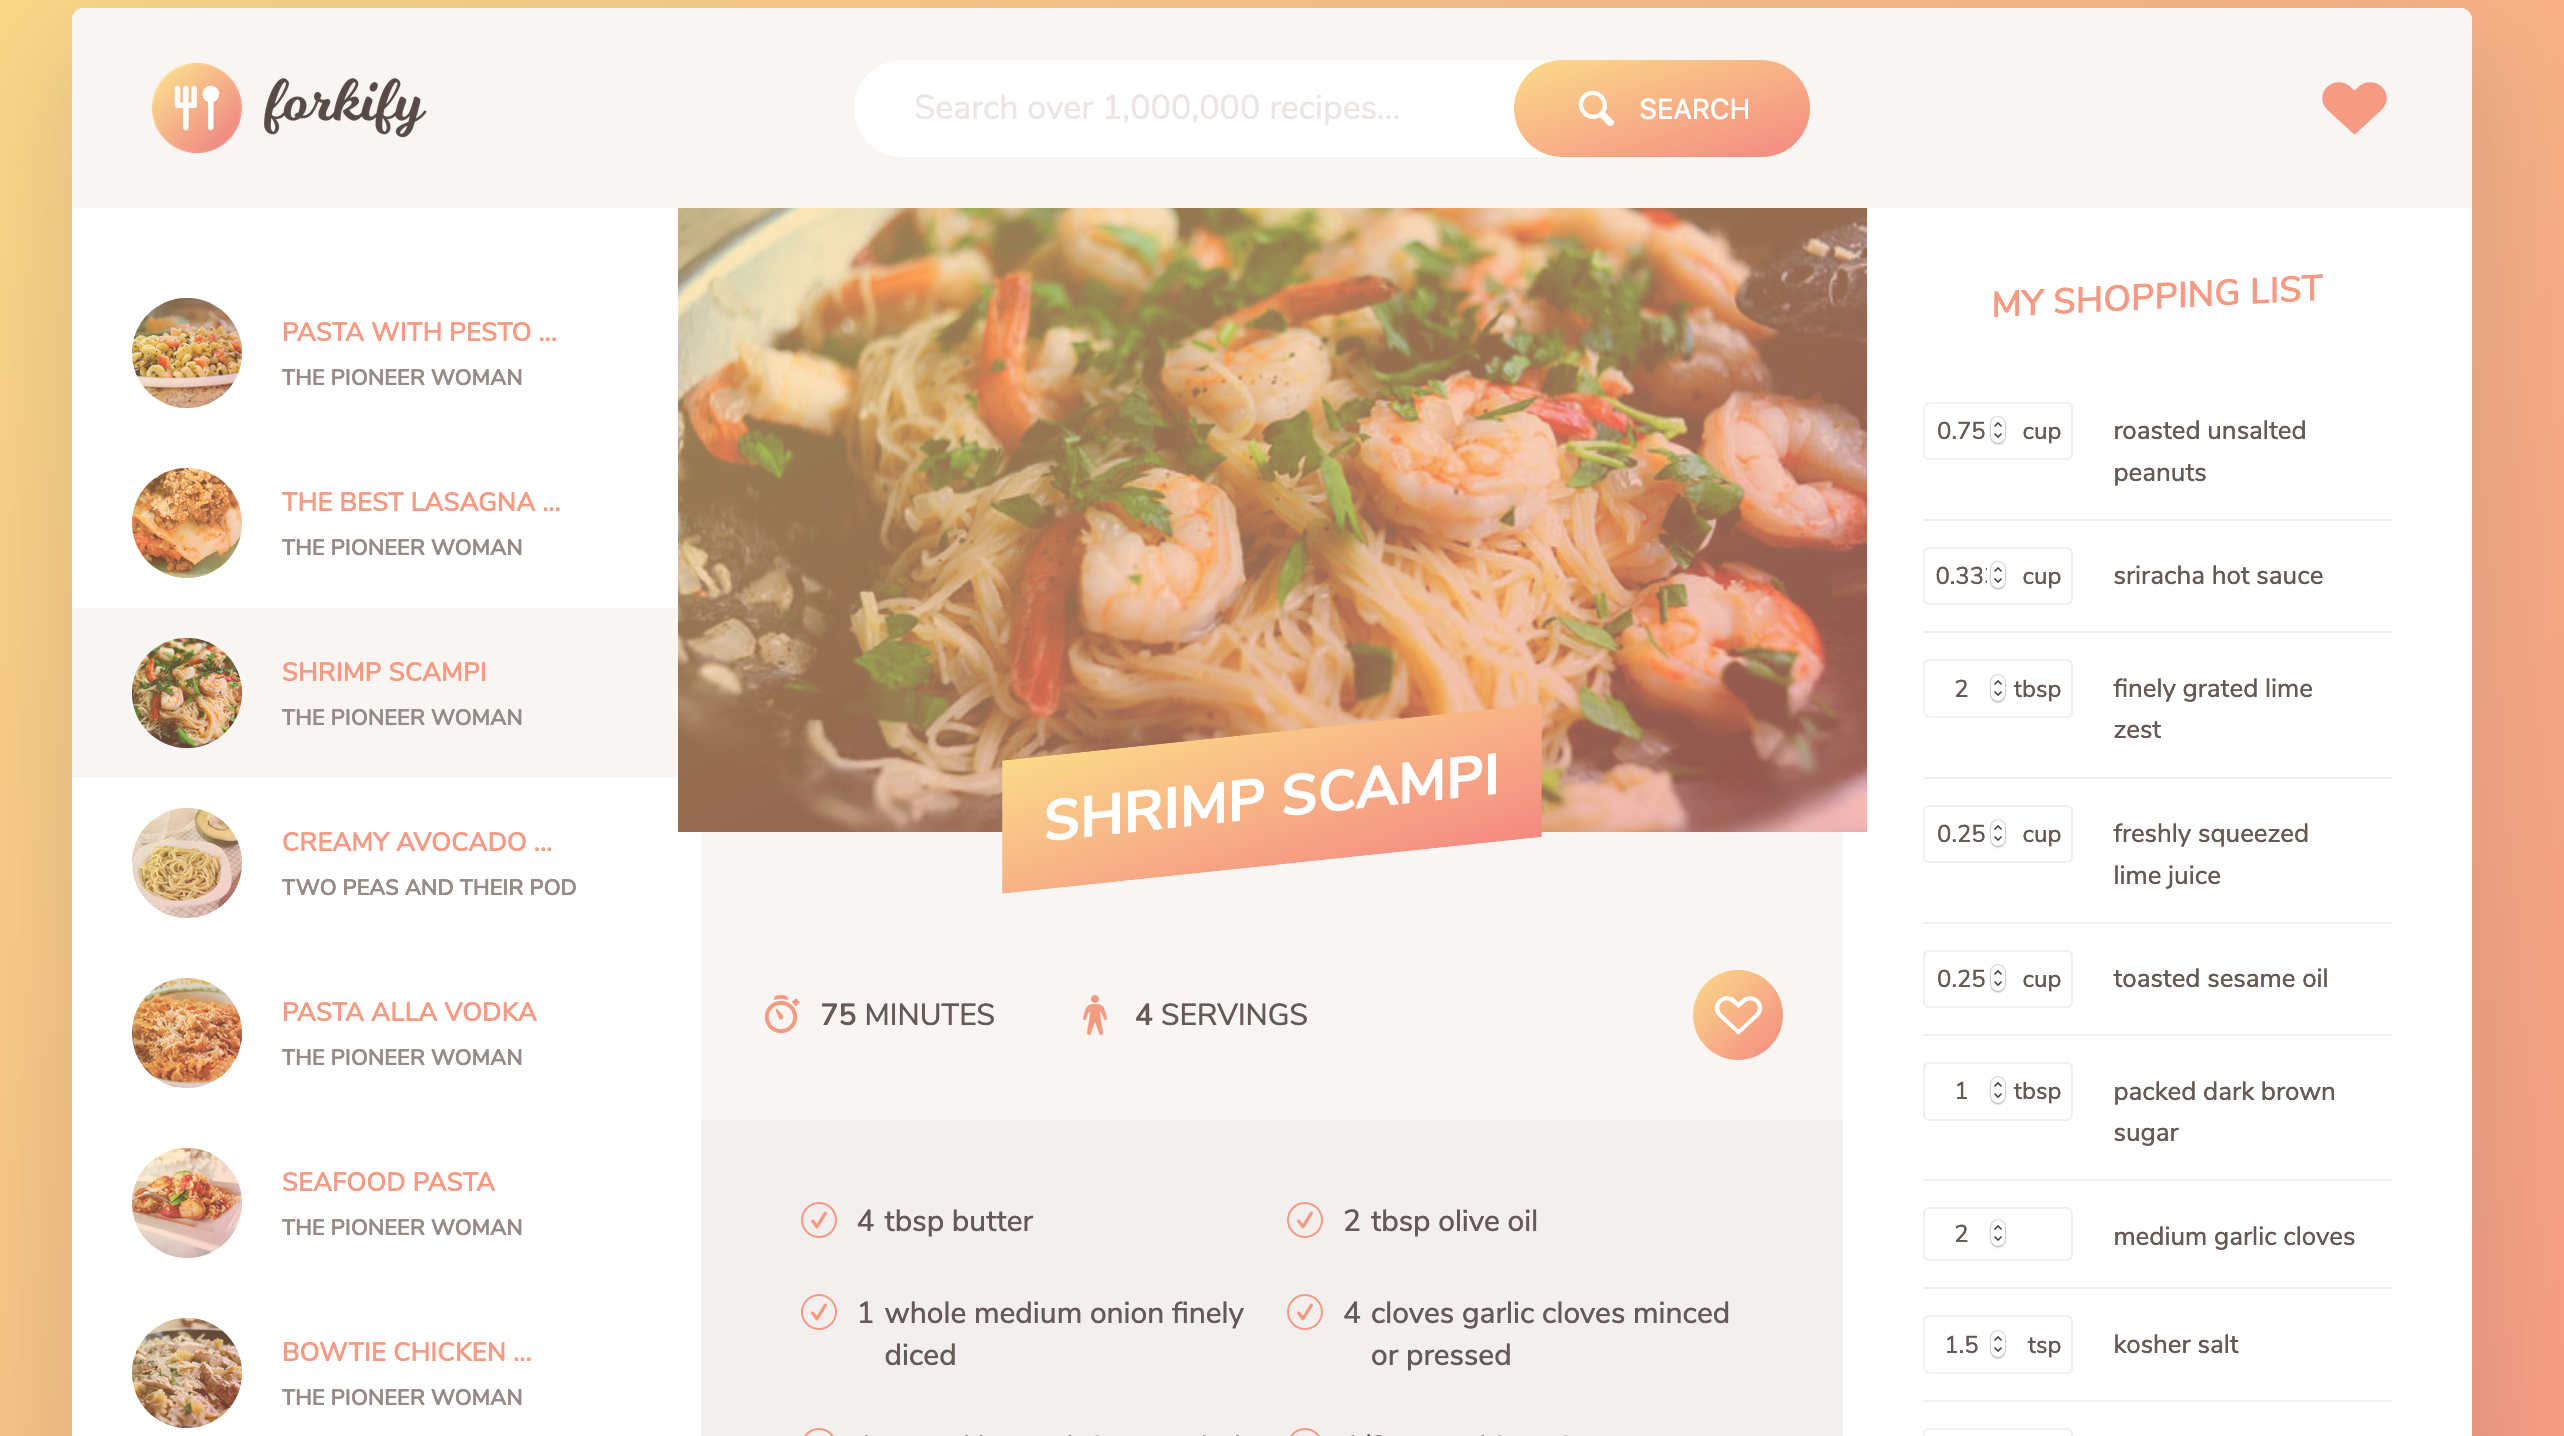 forkify
Search over 1,000,000 recipes...
SEARCH
PASTA WITH PESTO ...
THE PIONEER WOMAN
THE BEST LASAGNA ...
THE PIONEER WOMAN
SHRIMP SCAMPI
THE PIONEER WOMAN
CREAMY AVOCADO ...
TWO PEAS AND THEIR POD
PASTA ALLA VODKA
THE PIONEER WOMAN
SEAFOOD PASTA
THE PIONEER WOMAN
BOWTIE CHICKEN ...
THE PIONEER WOMAN
SHRIMP SCAMPI
75 MINUTES
4 SERVINGS
4 tbsp butter
2 tbsp olive oil
1 whole medium onion finely
diced
4 cloves garlic cloves minced
or pressed
MY SHOPPING LIST
0.75 cup roasted unsalted
peanuts
0.33 cup sriracha hot sauce
2 tbsp finely grated lime
zest
0.25 cup freshly squeezed
lime juice
0.25 cup toasted sesame oil
1 tbsp packed dark brown
sugar
2 medium garlic cloves
1.5 tsp kosher salt